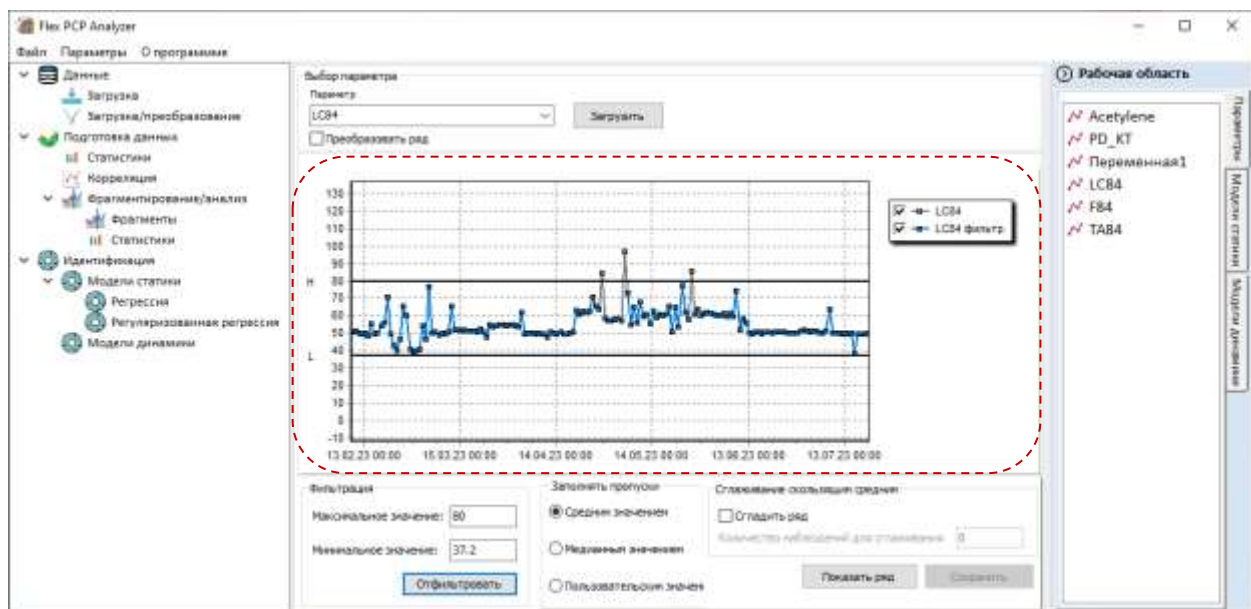 Flex PCP Analyzer
Файл Параметры О программе
Данные
Загрузка
Загрузка/преобразование
Подготовка данных
Статистики
Корреляция
Фрагментирование/анализ
Фрагменты
Статистики
Идентификация
Модели статики
Регрессия
Регуляризованная регрессия
Модели динамики
Выбор параметра
Параметр
LC84
Загрузить
Преобразовать ряд
130
120
110
100
90
H
80
70
60
50
40
L
30
20
10
0
-10
13.02.23 00:00 15.03.23 00:00 14.04.23 00:00 14.05.23 00:00 13.06.23 00:00 13.07.23 00:00
LC84
LC84 фильтр
Фильтрация
Максимальное значение: 80
Минимальное значение: 37.2
Отфильтровать
Заполнять пропуски
Средним значением
Медианным значением
Пользовательским значен
Сглаживание скользящим средним
Сгладить ряд
Количество наблюдений для сглаживания: 0
Показать ряд
Сохранить
Рабочая область
Acetylene
PD_KT
Переменная1
LC84
F84
TA84
Параметры
Модели статики
Модели динамики